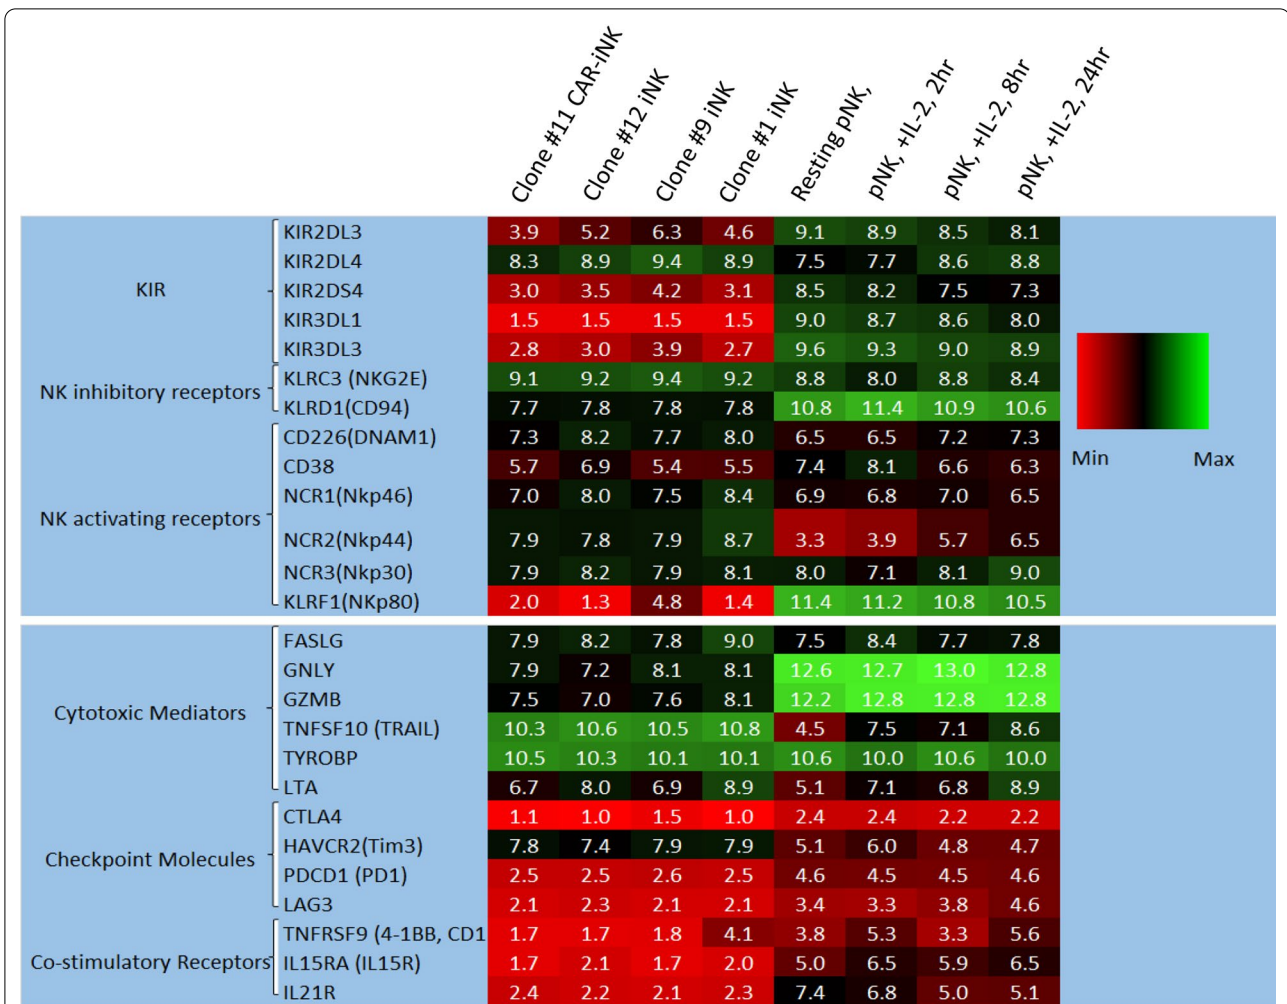 Clone #11 CAR-iNK
Clone #12 iNK
Clone #9 iNK
Clone #1 iNK
Resting pNK,
pNK, +IL-2, 2hr
pNK, +IL-2, 8hr
pNK, +IL-2, 24hr
KIR
KIR2DL3 3.9 5.2 6.3 4.6 9.1 8.9 8.5 8.1
KIR2DL4 8.3 8.9 9.4 8.9 7.5 7.7 8.6 8.8
KIR2DS4 3.0 3.5 4.2 3.1 8.5 8.2 7.5 7.3
KIR3DL1 1.5 1.5 1.5 1.5 9.0 8.7 8.6 8.0
KIR3DL3 2.8 3.0 3.9 2.7 9.6 9.3 9.0 8.9
NK inhibitory receptors
KLRC3 (NKG2E) 9.1 9.2 9.4 9.2 8.8 8.0 8.8 8.4
KLRD1(CD94) 7.7 7.8 7.8 7.8 10.8 11.4 10.9 10.6
NK activating receptors
CD226(DNAM1) 7.3 8.2 7.7 8.0 6.5 6.5 7.2 7.3
CD38 5.7 6.9 5.4 5.5 7.4 8.1 6.6 6.3
NCR1(Nkp46) 7.0 8.0 7.5 8.4 6.9 6.8 7.0 6.5
NCR2(Nkp44) 7.9 7.8 7.9 8.7 3.3 3.9 5.7 6.5
NCR3(Nkp30) 7.9 8.2 7.9 8.1 8.0 7.1 8.1 9.0
KLRF1(NKp80) 2.0 1.3 4.8 1.4 11.4 11.2 10.8 10.5
Min Max
Cytotoxic Mediators
FASLG 7.9 8.2 7.8 9.0 7.5 8.4 7.7 7.8
GNLY 7.9 7.2 8.1 8.1 12.6 12.7 13.0 12.8
GZMB 7.5 7.0 7.6 8.1 12.2 12.8 12.8 12.8
TNFSF10 (TRAIL) 10.3 10.6 10.5 10.8 4.5 7.5 7.1 8.6
TYROBP 10.5 10.3 10.1 10.1 10.6 10.0 10.6 10.0
LTA 6.7 8.0 6.9 8.9 5.1 7.1 6.8 8.9
Checkpoint Molecules
CTLA4 1.1 1.0 1.5 1.0 2.4 2.4 2.2 2.2
HAVCR2(Tim3) 7.8 7.4 7.9 7.9 5.1 6.0 4.8 4.7
PDCD1 (PD1) 2.5 2.5 2.6 2.5 4.6 4.5 4.5 4.6
LAG3 2.1 2.3 2.1 2.1 3.4 3.3 3.8 4.6
Co-stimulatory Receptors
TNFRSF9 (4-1BB, CD1 1.7 1.7 1.8 4.1 3.8 5.3 3.3 5.6
IL15RA (IL15R) 1.7 2.1 1.7 2.0 5.0 6.5 5.9 6.5
IL21R 2.4 2.2 2.1 2.3 7.4 6.8 5.0 5.1